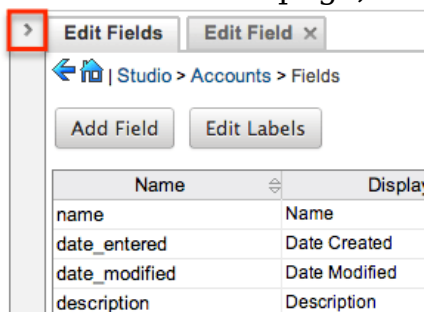 Edit Fields Edit Field ×
| Studio > Accounts > Fields
Add Field Edit Labels
Name Display
name Name
date_entered Date Created
date_modified Date Modified
description Description